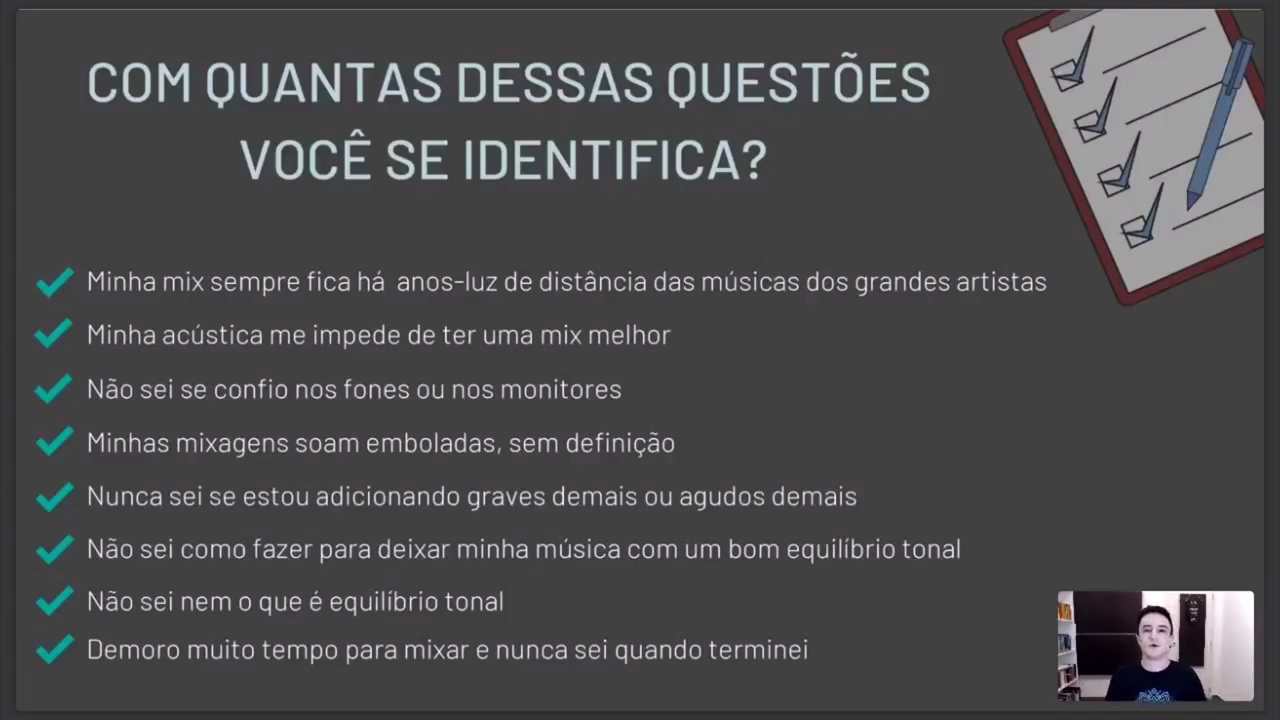 COM QUANTAS DESSAS QUESTÕES
VOCÊ SE IDENTIFICA?
Minha mix sempre fica há anos-luz de distância das músicas dos grandes artistas
Minha acústica me impede de ter uma mix melhor
Não sei se confio nos fones ou nos monitores
Minhas mixagens soam emboladas, sem definição
Nunca sei se estou adicionando graves demais ou agudos demais
Não sei como fazer para deixar minha música com um bom equilíbrio tonal
Não sei nem o que é equilíbrio tonal
Demoro muito tempo para mixar e nunca sei quando terminei